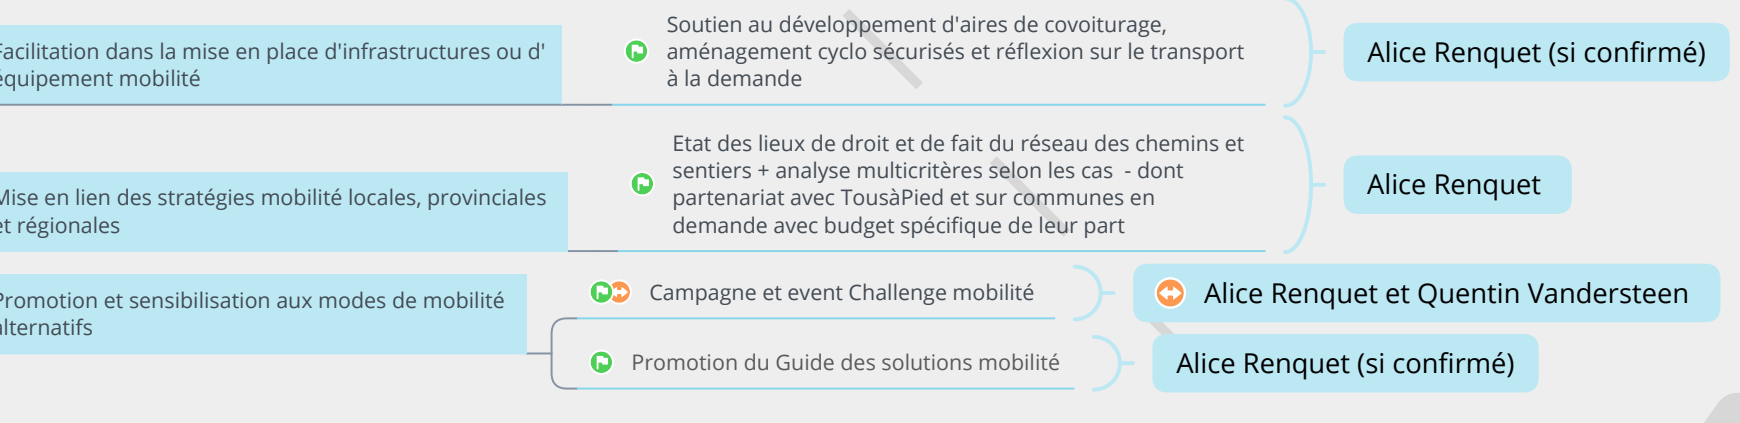 Facilitation dans la mise en place d'infrastructures ou d'
équipement mobilité
Soutien au développement d'aires de covoiturage,
aménagement cyclo sécurisés et réflexion sur le transport
à la demande
Alice Renquet (si confirmé)
Mise en lien des stratégies mobilité locales, provinciales
et régionales
Etat des lieux de droit et de fait du réseau des chemins et
sentiers + analyse multicritères selon les cas - dont
partenariat avec TousàPied et sur communes en
demande avec budget spécifique de leur part
Alice Renquet
Promotion et sensibilisation aux modes de mobilité
alternatifs
Campagne et event Challenge mobilité
Alice Renquet et Quentin Vandersteen
Promotion du Guide des solutions mobilité
Alice Renquet (si confirmé)